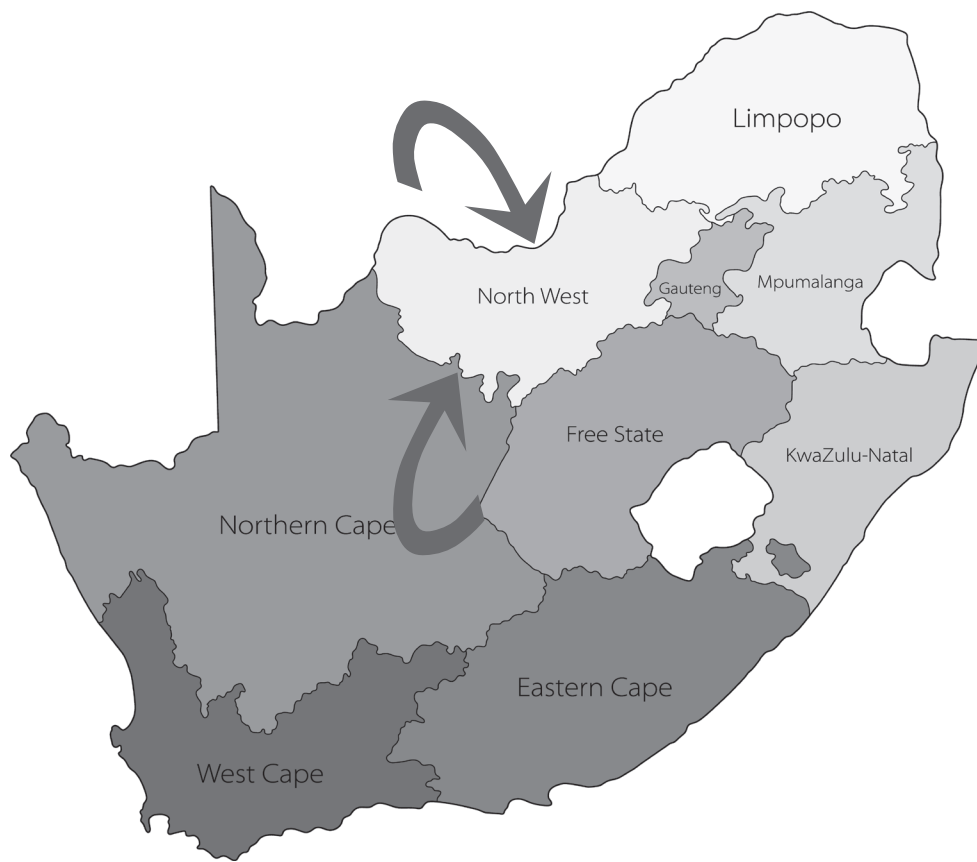 Limpopo
North West
Gauteng
Mpumalanga
Free State
KwaZulu-Natal
Northern Cape
Eastern Cape
West Cape